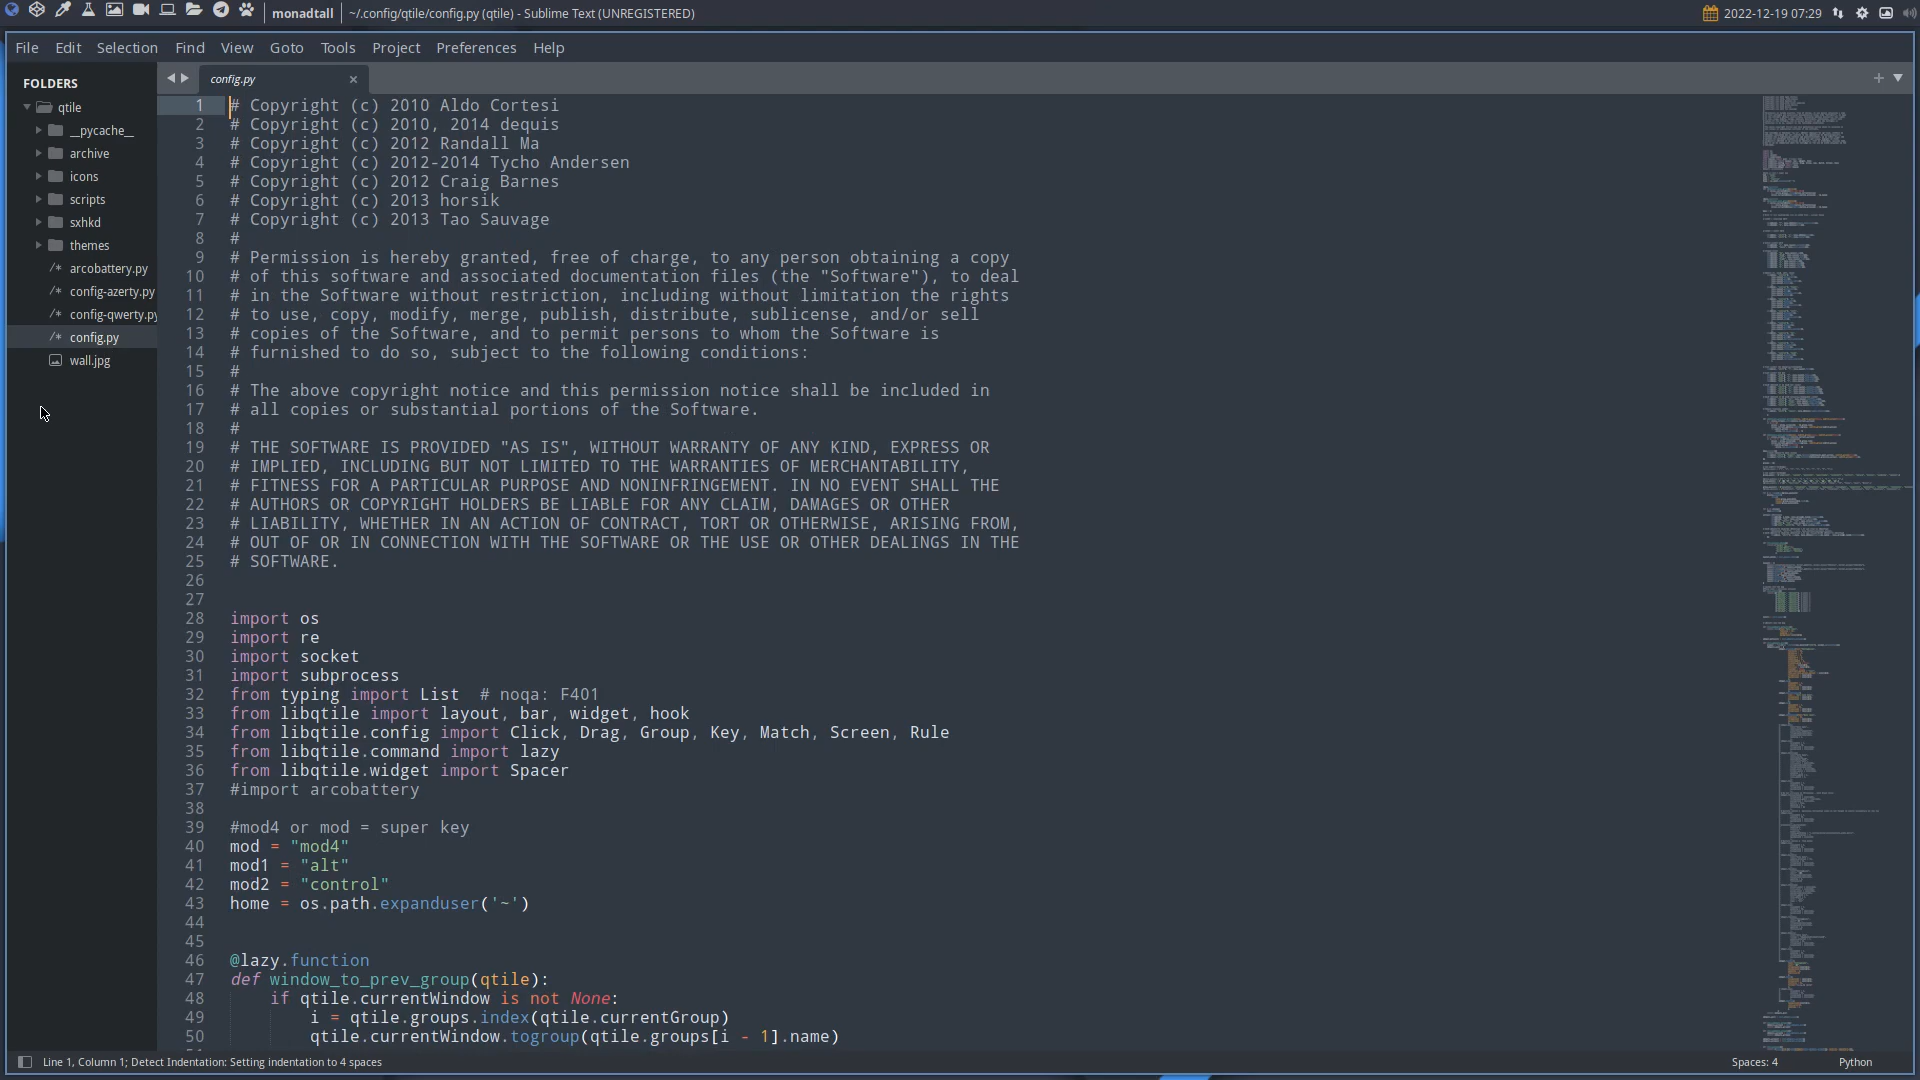 monadtall
~/.config/qtile/config.py (qtile) - Sublime Text (UNREGISTERED)
2022-12-19 07:29
File Edit Selection Find View Goto Tools Project Preferences Help
FOLDERS
qtile
__pycache__
archive
icons
scripts
sxhkd
themes
/* arcobattery.py
/* config-azerty.py
/* config-qwerty.py
/* config.py
wall.jpg
config.py
1 # Copyright (c) 2010 Aldo Cortesi
2 # Copyright (c) 2010, 2014 dequis
3 # Copyright (c) 2012 Randall Ma
4 # Copyright (c) 2012-2014 Tycho Andersen
5 # Copyright (c) 2012 Craig Barnes
6 # Copyright (c) 2013 horsik
7 # Copyright (c) 2013 Tao Sauvage
8 #
9 # Permission is hereby granted, free of charge, to any person obtaining a copy
10 # of this software and associated documentation files (the "Software"), to deal
11 # in the Software without restriction, including without limitation the rights
12 # to use, copy, modify, merge, publish, distribute, sublicense, and/or sell
13 # copies of the Software, and to permit persons to whom the Software is
14 # furnished to do so, subject to the following conditions:
15 #
16 # The above copyright notice and this permission notice shall be included in
17 # all copies or substantial portions of the Software.
18 #
19 # THE SOFTWARE IS PROVIDED "AS IS", WITHOUT WARRANTY OF ANY KIND, EXPRESS OR
20 # IMPLIED, INCLUDING BUT NOT LIMITED TO THE WARRANTIES OF MERCHANTABILITY,
21 # FITNESS FOR A PARTICULAR PURPOSE AND NONINFRINGEMENT. IN NO EVENT SHALL THE
22 # AUTHORS OR COPYRIGHT HOLDERS BE LIABLE FOR ANY CLAIM, DAMAGES OR OTHER
23 # LIABILITY, WHETHER IN AN ACTION OF CONTRACT, TORT OR OTHERWISE, ARISING FROM,
24 # OUT OF OR IN CONNECTION WITH THE SOFTWARE OR THE USE OR OTHER DEALINGS IN THE
25 # SOFTWARE.
26
27
28 import os
29 import re
30 import socket
31 import subprocess
32 from typing import List  # noqa: F401
33 from libqtile import layout, bar, widget, hook
34 from libqtile.config import Click, Drag, Group, Key, Match, Screen, Rule
35 from libqtile.command import lazy
36 from libqtile.widget import Spacer
37 #import arcobattery
38
39 #mod4 or mod = super key
40 mod = "mod4"
41 mod1 = "alt"
42 mod2 = "control"
43 home = os.path.expanduser('~')
44
45
46 @lazy.function
47 def window_to_prev_group(qtile):
48     if qtile.currentWindow is not None:
49         i = qtile.groups.index(qtile.currentGroup)
50         qtile.currentWindow.togroup(qtile.groups[i - 1].name)
Line 1, Column 1; Detect Indentation: Setting indentation to 4 spaces
Spaces: 4
Python